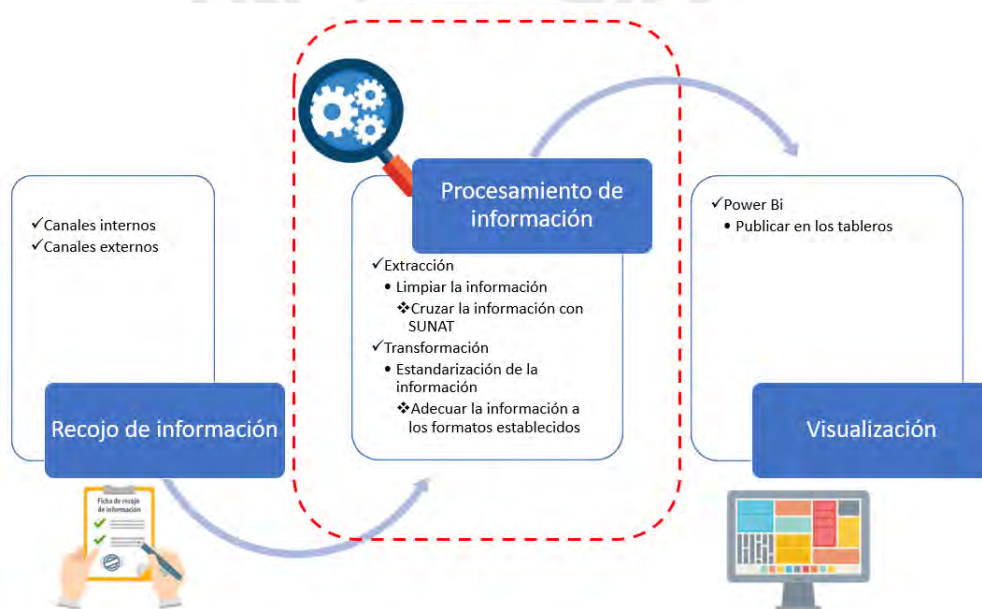 ✓Canales internos
✓Canales externos
Recojo de información
Ficha de recojo
de información
Procesamiento de
información
✓Extracción
• Limpiar la información
❖Cruzar la información con
SUNAT
✓Transformación
• Estandarización de la
información
❖Adecuar la información a
los formatos establecidos
✓Power Bi
• Publicar en los tableros
Visualización